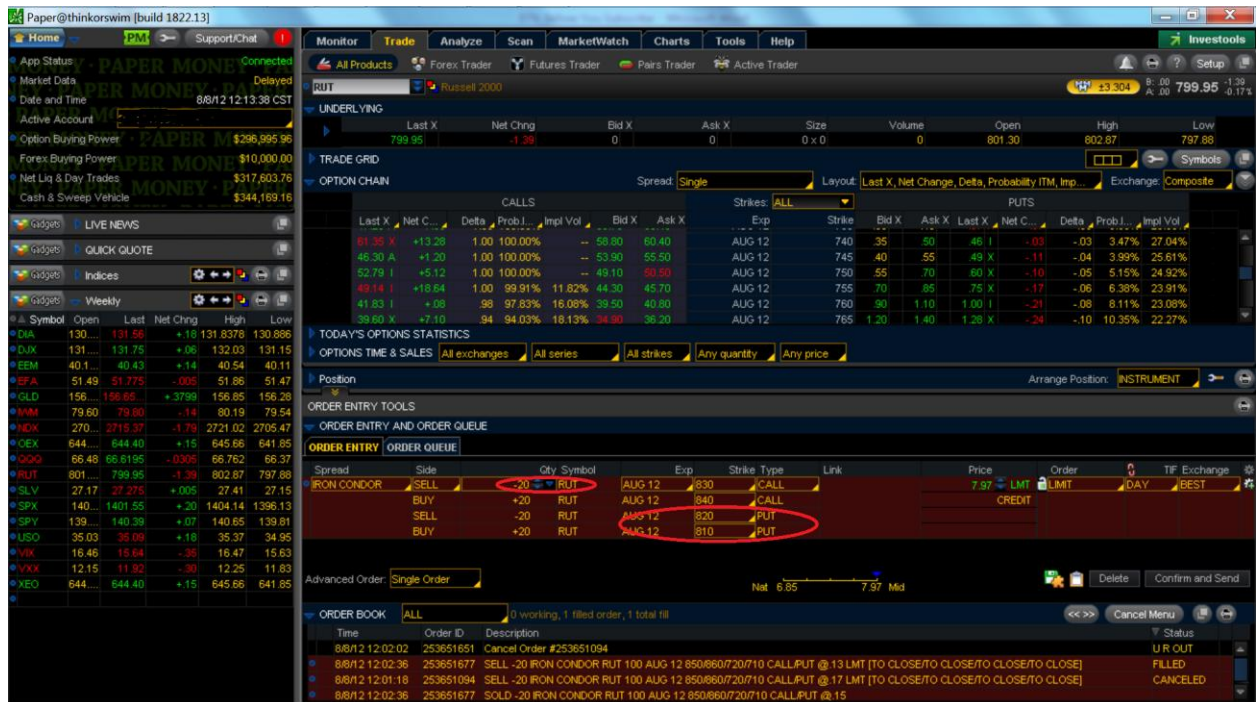 Paper@thinkorswim [build 1822.13]
Home PM Support/Chat !
App Status Connected
Market Data Delayed
Date and Time 8/8/12 12:13:38 CST
Active Account
Option Buying Power $296,995.96
Forex Buying Power $10,000.00
Net Liq & Day Trades $317,603.76
Cash & Sweep Vehicle $344,169.16
Gadgets LIVE NEWS
Gadgets QUICK QUOTE
Gadgets Indices
Gadgets Weekly
Symbol Open Last Net Chng High Low
DIA 130.... 131.56 +.18 131.8378 130.886
DJX 131.... 131.75 +.06 132.03 131.15
EEM 40.1... 40.43 +.14 40.54 40.11
EFA 51.49 51.775 -.005 51.86 51.47
GLD 156.... 156.65... +.3799 156.85 156.28
IWM 79.60 79.80 -.14 80.19 79.54
NDX 270... 2715.37 -1.79 2721.02 2705.47
OEX 644.... 644.40 +.15 645.66 641.85
QQQ 66.48 66.6195 -.0305 66.762 66.37
RUT 801.... 799.95 -1.39 802.87 797.88
SLV 27.17 27.275 +.005 27.41 27.15
SPX 140... 1401.55 +.20 1404.14 1396.13
SPY 139.... 140.39 +.07 140.65 139.81
USO 35.03 35.09 +.18 35.37 34.95
VIX 16.46 15.64 -.35 16.47 15.63
VXX 12.15 11.92 -.30 12.25 11.83
XEO 644.... 644.40 +.15 645.66 641.85
Monitor Trade Analyze Scan MarketWatch Charts Tools Help Investools
All Products Forex Trader Futures Trader Pairs Trader Active Trader ? Setup
RUT Russell 2000 ±3.304 B: .00 A: .00 799.95 -1.39 -0.17%
UNDERLYING
Last X Net Chng Bid X Ask X Size Volume Open High Low
799.95 -1.39 0 0 0 x 0 0 801.30 802.87 797.88
TRADE GRID Symbols
OPTION CHAIN Spread: Single Layout: Last X, Net Change, Delta, Probability ITM, Imp... Exchange: Composite
CALLS Strikes: ALL PUTS
Last X Net C... Delta Prob.I... Impl Vol Bid X Ask X Exp Strike Bid X Ask X Last X Net C... Delta Prob.I... Impl Vol
61.35 X +13.28 1.00 100.00% -- 58.80 60.40 AUG 12 740 .35 .50 .46 I -.03 -.03 3.47% 27.04%
46.30 A +1.20 1.00 100.00% -- 53.90 55.50 AUG 12 745 .40 .55 .49 X -.11 -.04 3.99% 25.61%
52.79 I +5.12 1.00 100.00% -- 49.10 50.50 AUG 12 750 .55 .70 .60 X -.10 -.05 5.15% 24.92%
49.14 I +18.64 1.00 99.91% 11.82% 44.30 45.70 AUG 12 755 .70 .85 .75 X -.17 -.06 6.38% 23.91%
41.83 I +.08 .98 97.83% 16.08% 39.50 40.80 AUG 12 760 .90 1.10 1.00 I -.21 -.08 8.11% 23.08%
39.60 X +7.10 .94 94.03% 18.13% 34.90 36.20 AUG 12 765 1.20 1.40 1.28 X -.24 -.10 10.35% 22.27%
TODAY'S OPTIONS STATISTICS
OPTIONS TIME & SALES All exchanges All series All strikes Any quantity Any price
Position Arrange Position: INSTRUMENT
ORDER ENTRY TOOLS
ORDER ENTRY AND ORDER QUEUE
ORDER ENTRY ORDER QUEUE
Spread Side Qty Symbol Exp Strike Type Link Price Order TIF Exchange
IRON CONDOR SELL -20 RUT AUG 12 830 CALL 7.97 LMT LIMIT DAY BEST
BUY +20 RUT AUG 12 840 CALL CREDIT
SELL -20 RUT AUG 12 820 PUT
BUY +20 RUT AUG 12 810 PUT
Advanced Order: Single Order Nat 6.85 7.97 Mid Delete Confirm and Send
ORDER BOOK ALL 0 working, 1 filled order, 1 total fill << >> Cancel Menu
Time Order ID Description Status
8/8/12 12:02:02 253651651 Cancel Order #253651094 U R OUT
8/8/12 12:02:36 253651677 SELL -20 IRON CONDOR RUT 100 AUG 12 850/860/720/710 CALL/PUT @.13 LMT [TO CLOSE/TO CLOSE/TO CLOSE/TO CLOSE] FILLED
8/8/12 12:01:18 253651094 SELL -20 IRON CONDOR RUT 100 AUG 12 850/860/720/710 CALL/PUT @.17 LMT [TO CLOSE/TO CLOSE/TO CLOSE/TO CLOSE] CANCELED
8/8/12 12:02:36 253651677 SOLD -20 IRON CONDOR RUT 100 AUG 12 850/860/720/710 CALL/PUT @.15